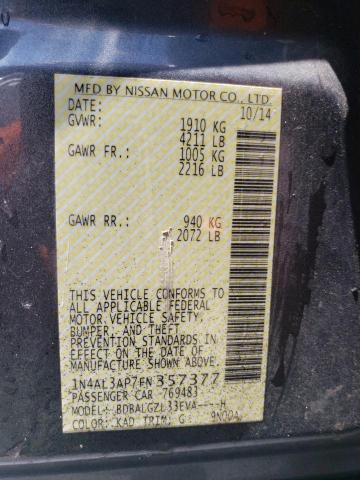 MFD BY NISSAN MOTOR CO., LTD.
DATE: 10/14
GVWR: 1910 KG
4211 LB
GAWR FR.: 1005 KG
2216 LB
GAWR RR.: 940 KG
2072 LB
THIS VEHICLE CONFORMS TO
ALL APPLICABLE FEDERAL
MOTOR VEHICLE SAFETY,
BUMPER, AND THEFT
PREVENTION STANDARDS
IN EFFECT ON THE DATE OF
MANUFACTURE SHOWN ABOVE.
1N4AL3AP7FN357377
PASSENGER CAR 769483
MODEL: BDBALGZL33EVA----H
COLOR: KAD TRIM: G